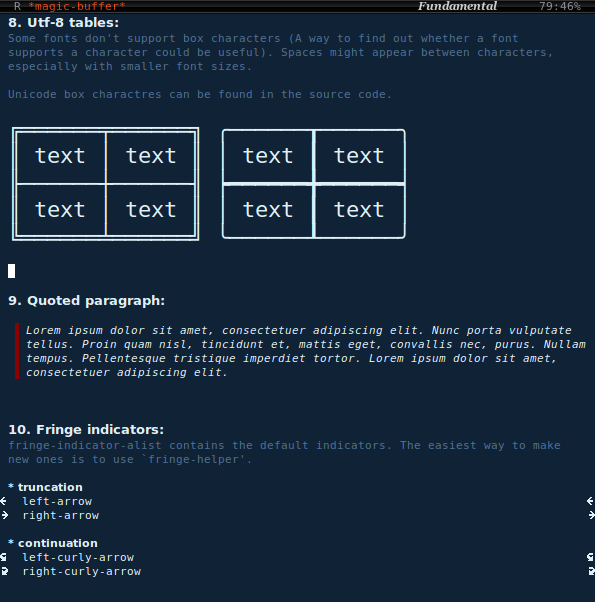 R *magic-buffer* Fundamental 79:46%
8. Utf-8 tables:
Some fonts don't support box characters (A way to find out whether a font
supports a character could be useful). Spaces might appear between characters,
especially with smaller font sizes.
Unicode box charactres can be found in the source code.
text text text text
text text text text
9. Quoted paragraph:
Lorem ipsum dolor sit amet, consectetuer adipiscing elit. Nunc porta vulputate
tellus. Proin quam nisl, tincidunt et, mattis eget, convallis nec, purus. Nullam
tempus. Pellentesque tristique imperdiet tortor. Lorem ipsum dolor sit amet,
consectetuer adipiscing elit.
10. Fringe indicators:
fringe-indicator-alist contains the default indicators. The easiest way to make
new ones is to use `fringe-helper'.
* truncation
left-arrow
right-arrow
* continuation
left-curly-arrow
right-curly-arrow